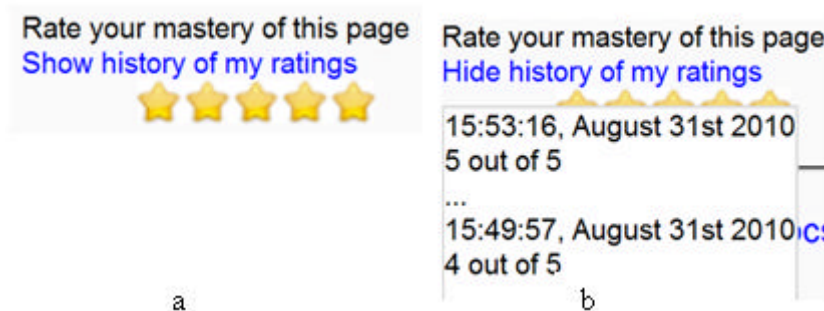 Rate your mastery of this page
Show history of my ratings
a
Rate your mastery of this page
Hide history of my ratings
15:53:16, August 31st 2010
5 out of 5
...
15:49:57, August 31st 2010
4 out of 5
b